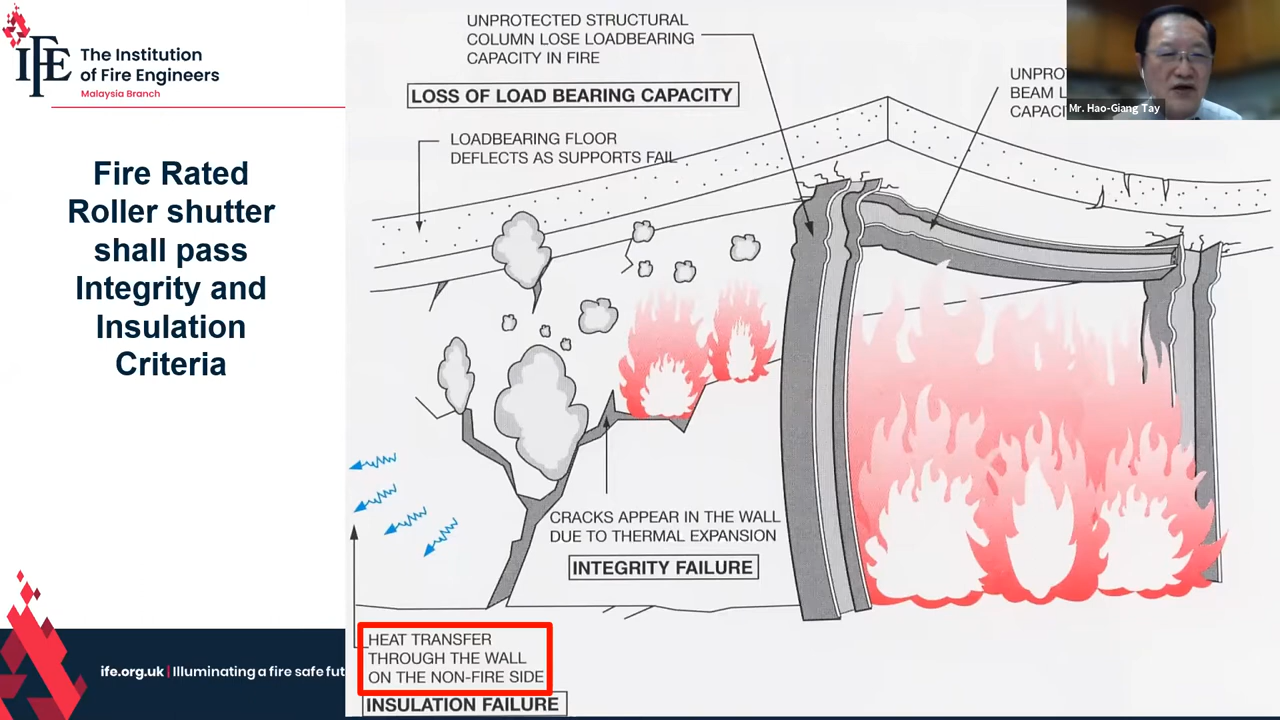 IFE
The Institution
of Fire Engineers
Malaysia Branch
Fire Rated
Roller shutter
shall pass
Integrity and
Insulation
Criteria
ife.org.uk | Illuminating a fire safe fut
UNPROTECTED STRUCTURAL
COLUMN LOSE LOADBEARING
CAPACITY IN FIRE
LOSS OF LOAD BEARING CAPACITY
LOADBEARING FLOOR
DEFLECTS AS SUPPORTS FAIL
UNPRO
BEAM L
CAPACI
Mr. Hao-Giang Tay
CRACKS APPEAR IN THE WALL
DUE TO THERMAL EXPANSION
INTEGRITY FAILURE
HEAT TRANSFER
THROUGH THE WALL
ON THE NON-FIRE SIDE
INSULATION FAILURE